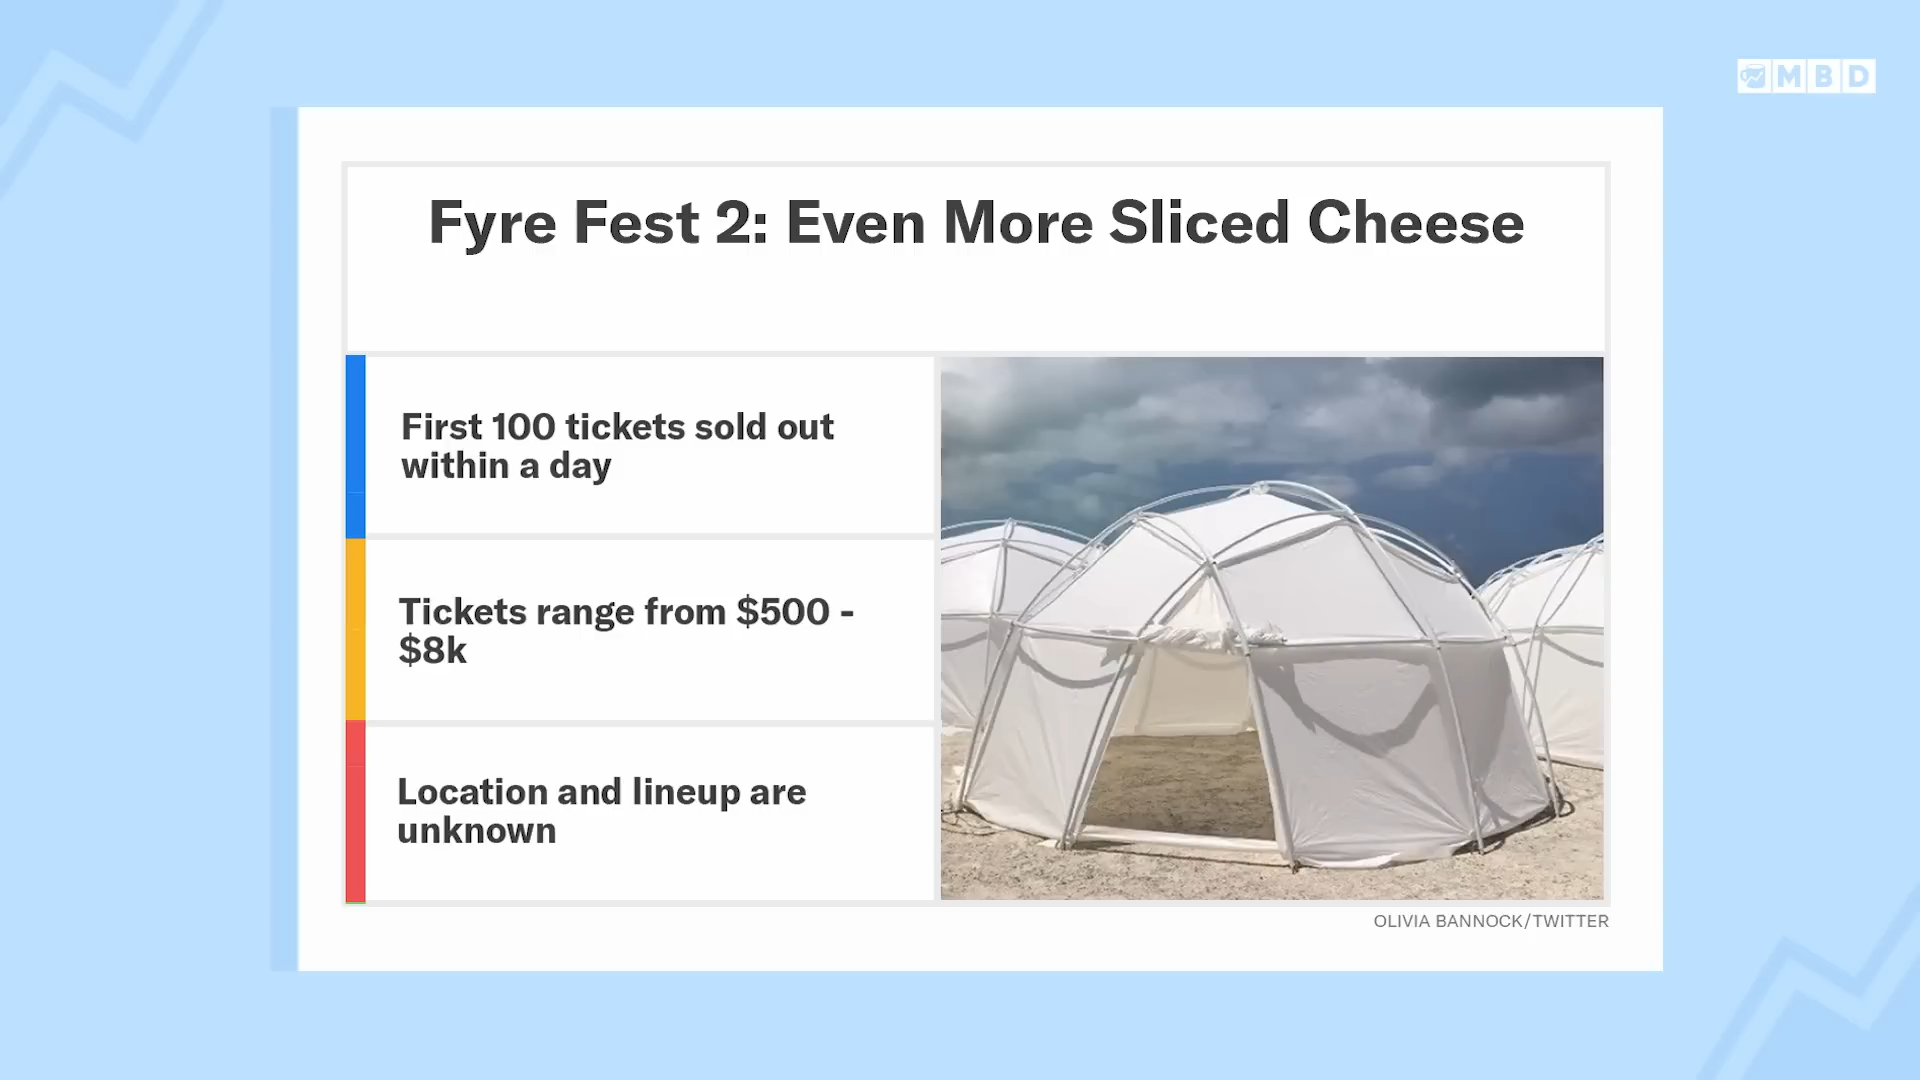 MBD
Fyre Fest 2: Even More Sliced Cheese
First 100 tickets sold out
within a day
Tickets range from $500 -
$8k
Location and lineup are
unknown
OLIVIA BANNOCK/TWITTER